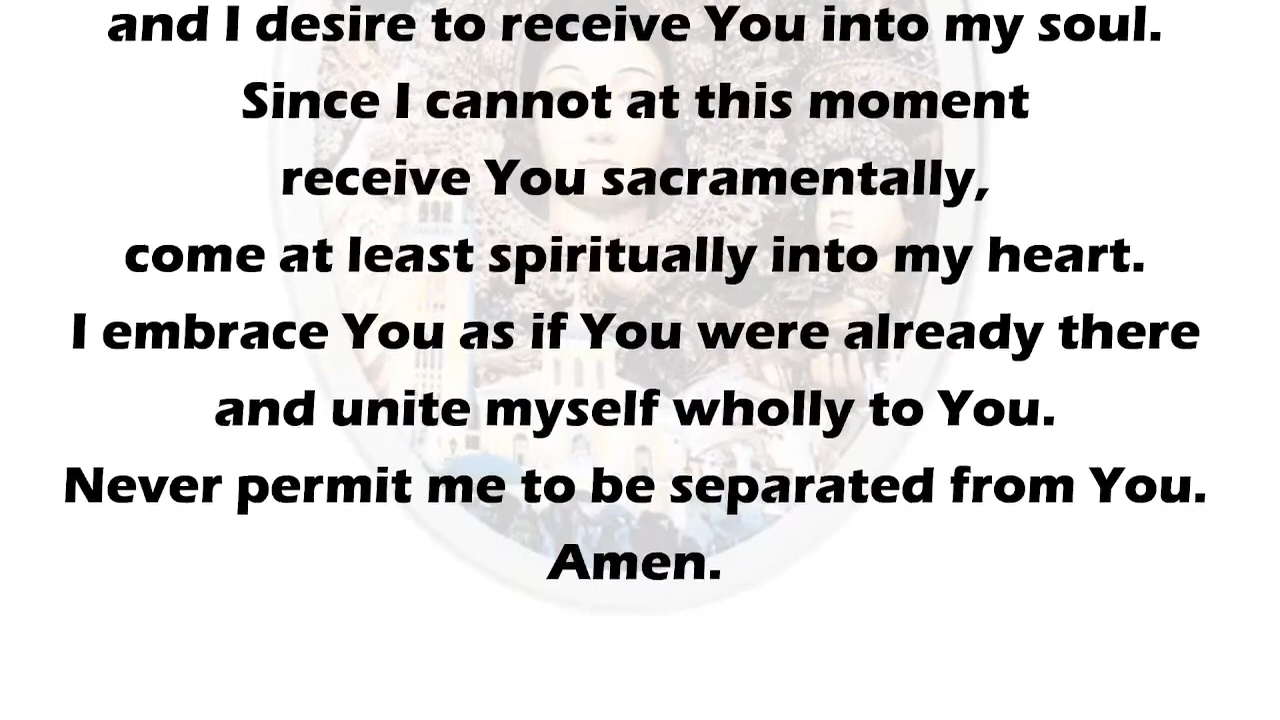 and I desire to receive You into my soul.
Since I cannot at this moment
receive You sacramentally,
come at least spiritually into my heart.
I embrace You as if You were already there
and unite myself wholly to You.
Never permit me to be separated from You.
Amen.